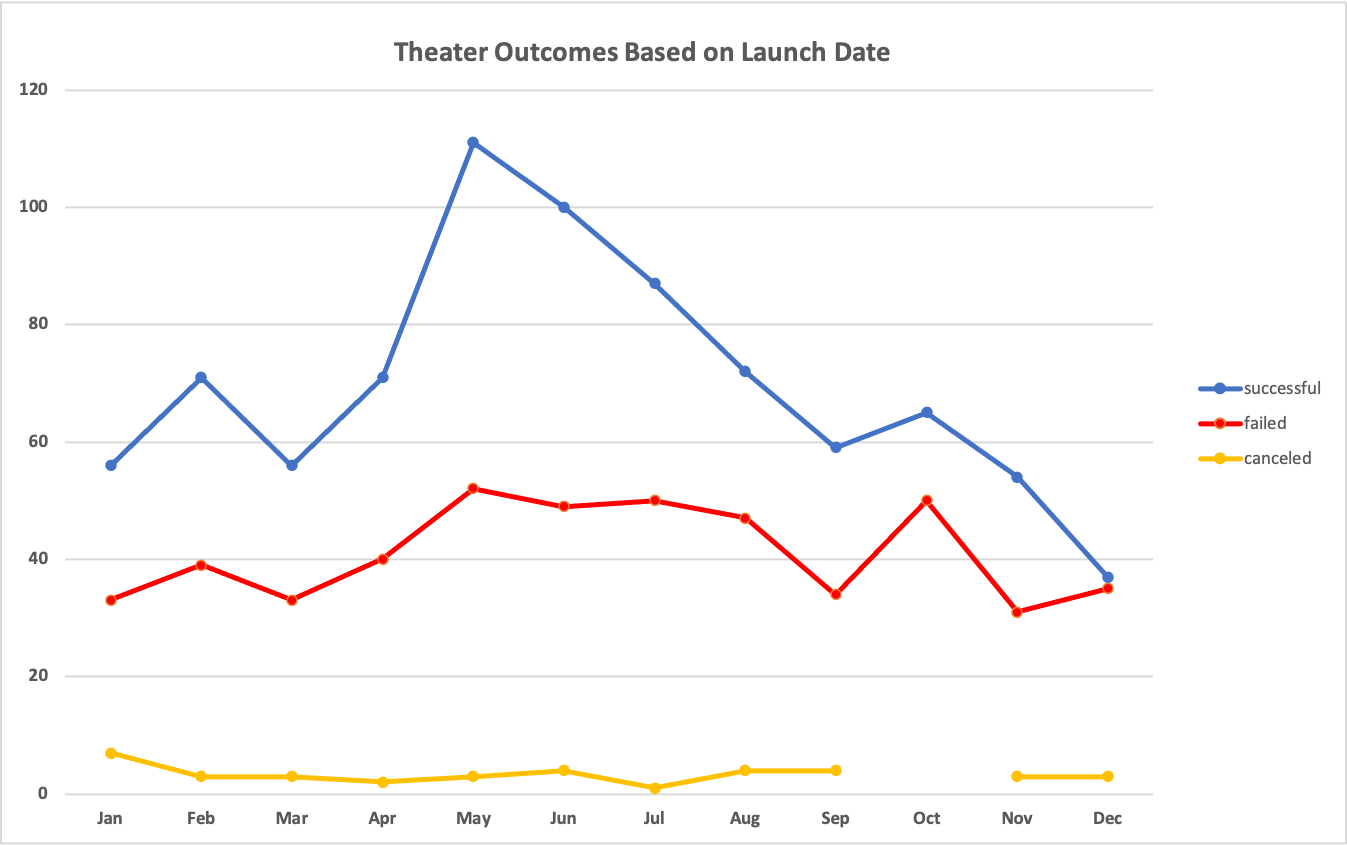 Theater Outcomes Based on Launch Date
120
100
80
60
40
20
0
Jan Feb Mar Apr May Jun Jul Aug Sep Oct Nov Dec
successful
failed
canceled